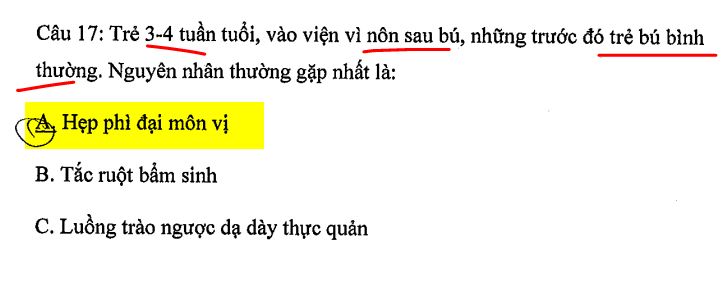 Câu 17: Trẻ 3-4 tuần tuổi, vào viện vì nôn sau bú, những trước đó trẻ bú bình
thường. Nguyên nhân thường gặp nhất là:
A. Hẹp phì đại môn vị
B. Tắc ruột bẩm sinh
C. Luồng trào ngược dạ dày thực quản